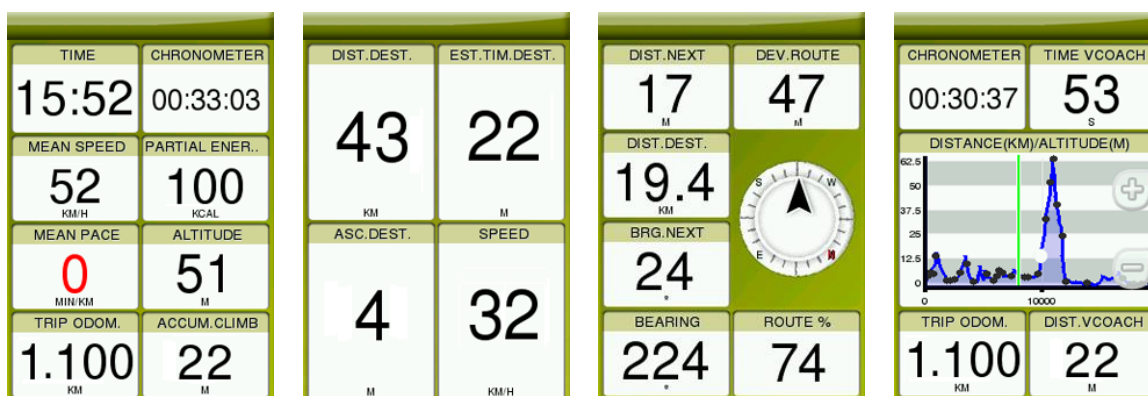 TIME CHRONOMETER
15:52 00:33:03
MEAN SPEED PARTIAL ENER..
52 100
KM/H KCAL
MEAN PACE ALTITUDE
0 51
MIN/KM M
TRIP ODOM. ACCUM.CLIMB
1.100 22
KM M
DIST.DEST. EST.TIM.DEST.
43 22
KM M
ASC.DEST. SPEED
4 32
M KM/H
DIST.NEXT DEV.ROUTE
17 47
M M
DIST.DEST.
19.4
KM
S W
BRG.NEXT
24
°
E N
BEARING ROUTE %
224 74
°
CHRONOMETER TIME VCOACH
00:30:37 53
S
DISTANCE(KM)/ALTITUDE(M)
62.5
50
37.5
25
12.5
0
0 10000
TRIP ODOM. DIST.VCOACH
1.100 22
KM M